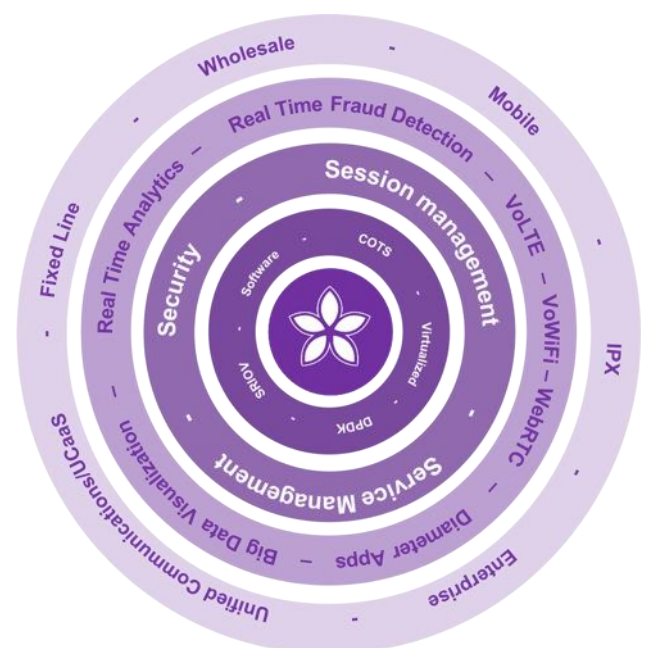 Wholesale - Mobile - IPX - Enterprise - Unified Communications/UCaaS - Fixed Line -
Real Time Fraud Detection – VoLTE – VoWiFi – WebRTC – Diameter Apps – Big Data Visualization – Real Time Analytics –
Session management - Service Management - Security -
COTS - Virtualized - DPDK - SRIOV - Software -